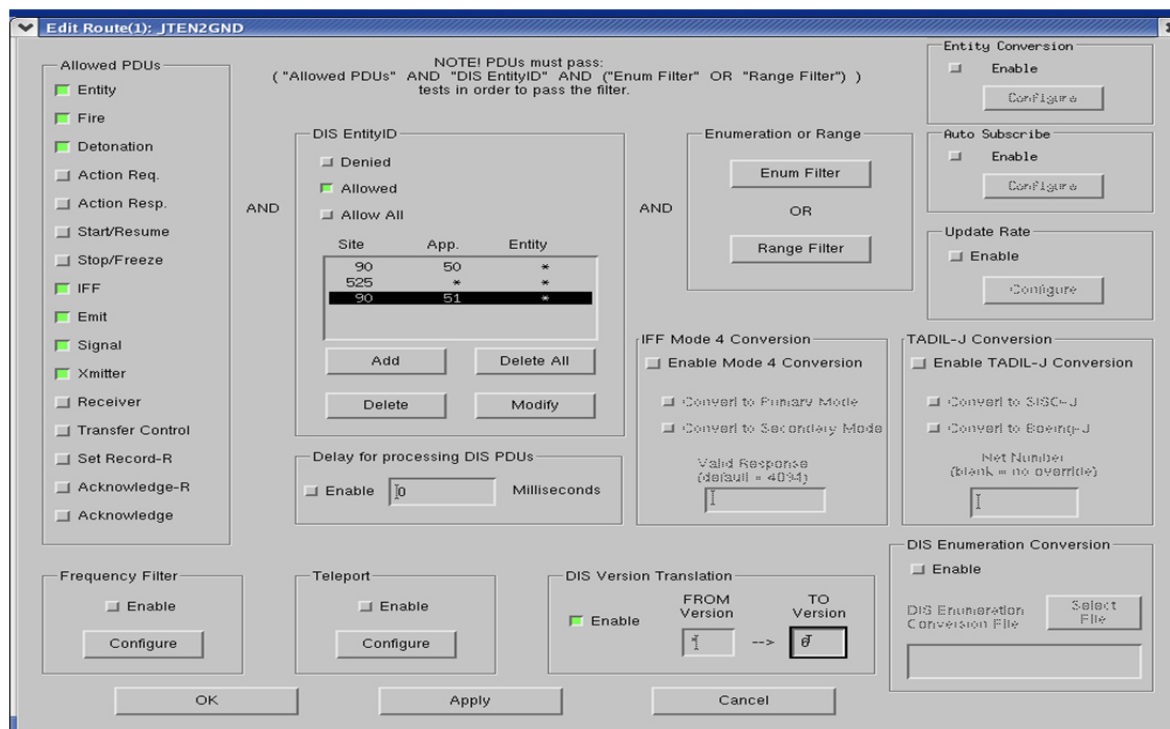 Edit Route(1): JTEN2GND
NOTE! PDUs must pass:
( "Allowed PDUs" AND "DIS EntityID" AND ("Enum Filter" OR "Range Filter") )
tests in order to pass the filter.
Allowed PDUs
Entity
Fire
Detonation
Action Req.
Action Resp.
Start/Resume
Stop/Freeze
IFF
Emit
Signal
Xmitter
Receiver
Transfer Control
Set Record-R
Acknowledge-R
Acknowledge
AND
DIS EntityID
Denied
Allowed
Allow All
Site App. Entity
90 50 *
525 * *
90 51 *
Add Delete All
Delete Modify
AND
Enumeration or Range
Enum Filter
OR
Range Filter
Entity Conversion
Enable
Configure
Auto Subscribe
Enable
Configure
Update Rate
Enable
Configure
Delay for processing DIS PDUs
Enable 0 Milliseconds
IFF Mode 4 Conversion
Enable Mode 4 Conversion
Convert to Primary Mode
Convert to Secondary Mode
Valid Response
(default = 4094)
TADIL-J Conversion
Enable TADIL-J Conversion
Convert to SISO-J
Convert to Boeing-J
Net Number
(blank = no override)
Frequency Filter
Enable
Configure
Teleport
Enable
Configure
DIS Version Translation
Enable
FROM
Version
*
-->
TO
Version
6
DIS Enumeration Conversion
Enable
DIS Enumeration
Conversion File
Select
File
OK Apply Cancel